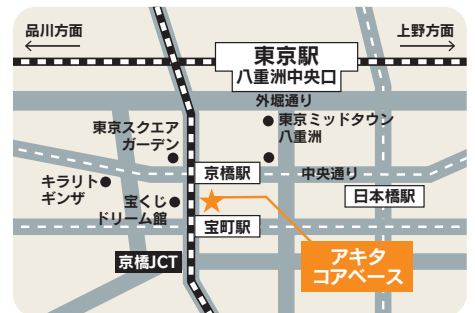 品川方面
上野方面
東京駅
八重洲中央口
外堀通り
東京スクエア
ガーデン
東京ミッドタウン
八重洲
京橋駅
中央通り
キラリト
ギンザ
宝くじ
ドリーム館
日本橋駅
宝町駅
京橋JCT
アキタ
コアベース